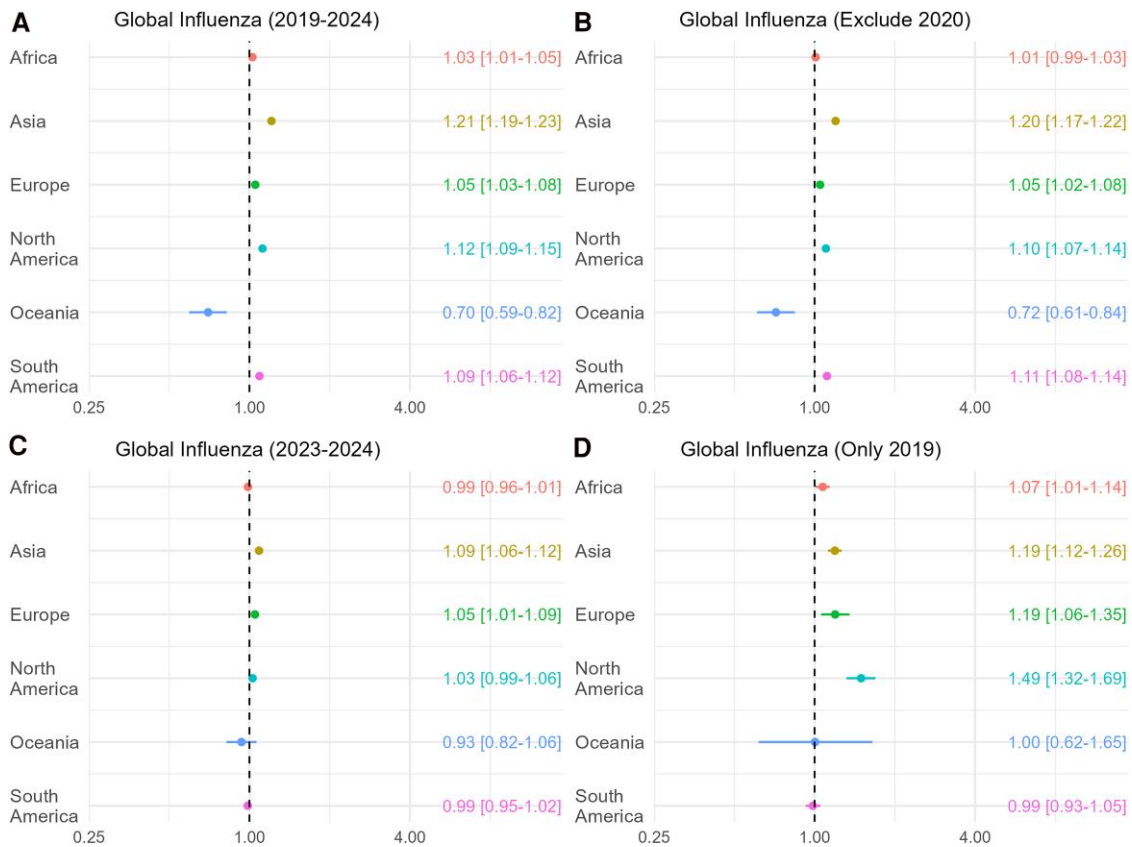 A
Global Influenza (2019-2024)
Africa
1.03 [1.01-1.05]
Asia
1.21 [1.19-1.23]
Europe
1.05 [1.03-1.08]
North
America
1.12 [1.09-1.15]
Oceania
0.70 [0.59-0.82]
South
America
1.09 [1.06-1.12]
0.25 1.00 4.00
B
Global Influenza (Exclude 2020)
Africa
1.01 [0.99-1.03]
Asia
1.20 [1.17-1.22]
Europe
1.05 [1.02-1.08]
North
America
1.10 [1.07-1.14]
Oceania
0.72 [0.61-0.84]
South
America
1.11 [1.08-1.14]
0.25 1.00 4.00
C
Global Influenza (2023-2024)
Africa
0.99 [0.96-1.01]
Asia
1.09 [1.06-1.12]
Europe
1.05 [1.01-1.09]
North
America
1.03 [0.99-1.06]
Oceania
0.93 [0.82-1.06]
South
America
0.99 [0.95-1.02]
0.25 1.00 4.00
D
Global Influenza (Only 2019)
Africa
1.07 [1.01-1.14]
Asia
1.19 [1.12-1.26]
Europe
1.19 [1.06-1.35]
North
America
1.49 [1.32-1.69]
Oceania
1.00 [0.62-1.65]
South
America
0.99 [0.93-1.05]
0.25 1.00 4.00